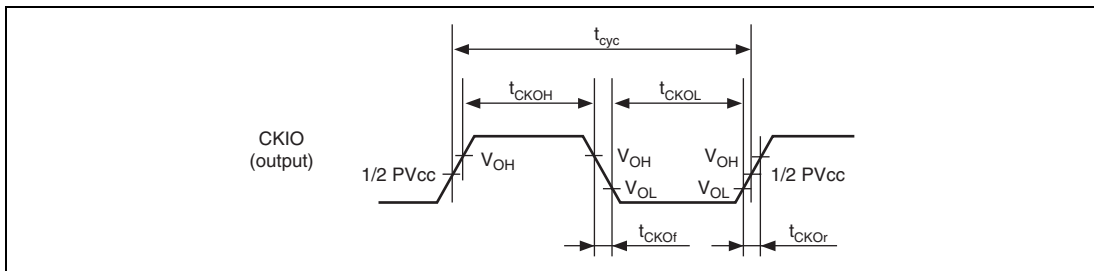 tcyc
tCKOH
tCKOL
CKIO
(output)
1/2 PVcc
VOH
VOH
VOL
VOH
VOL
1/2 PVcc
tCKOf
tCKOr